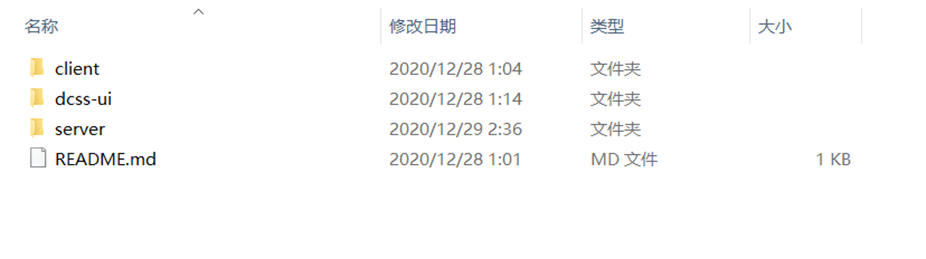 名称 修改日期 类型 大小
client 2020/12/28 1:04 文件夹
dcss-ui 2020/12/28 1:14 文件夹
server 2020/12/29 2:36 文件夹
README.md 2020/12/28 1:01 MD 文件 1 KB